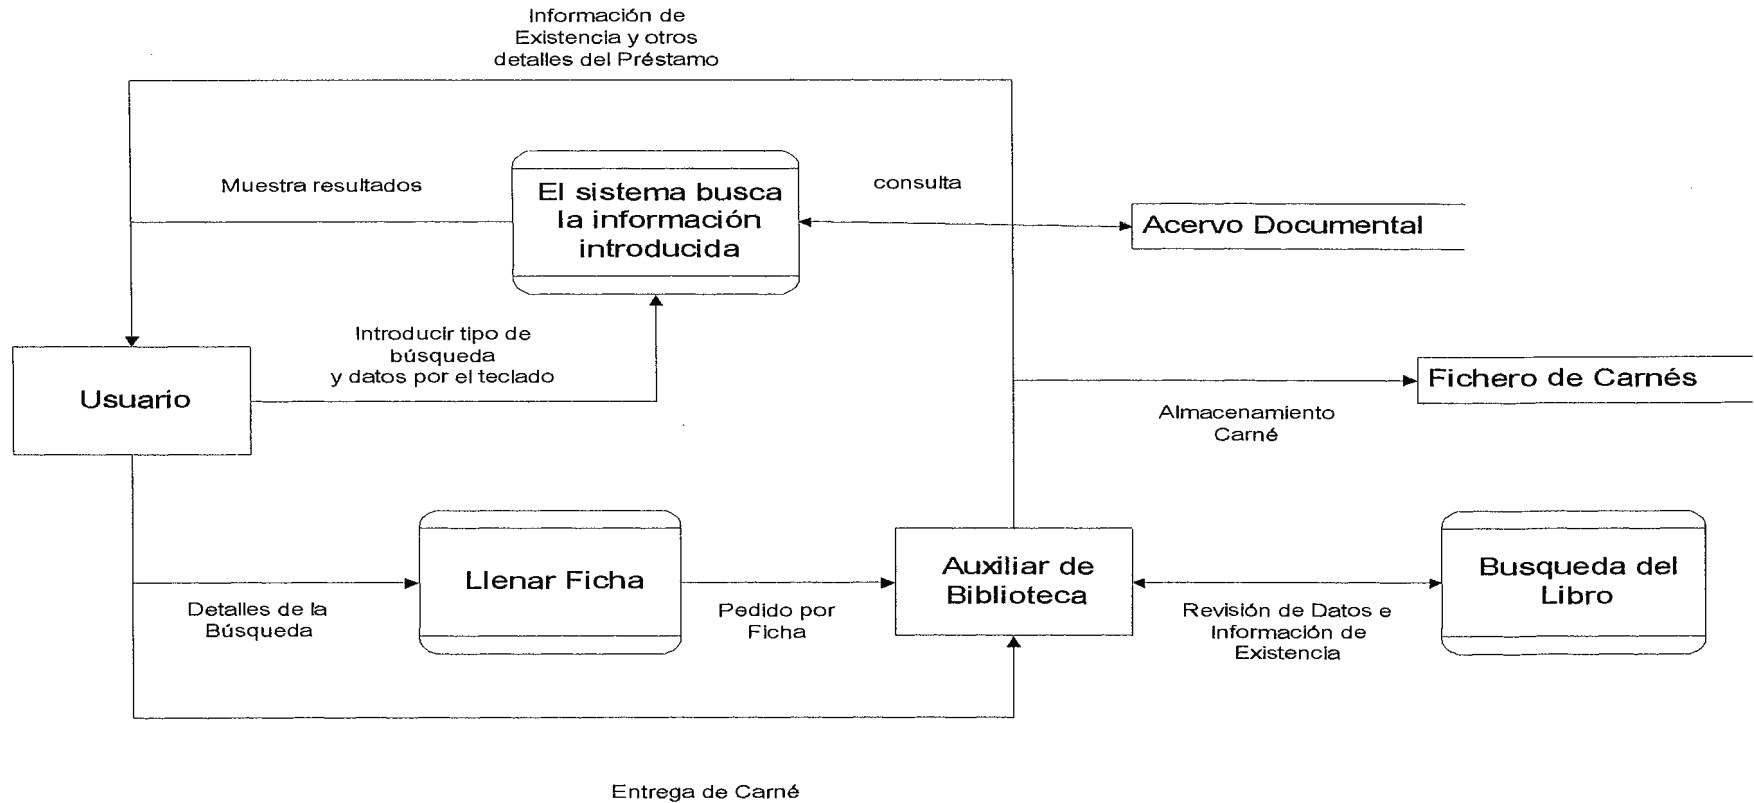 Información de
Existencia y otros
detalles del Préstamo
Muestra resultados
El sistema busca
la información
introducida
consulta
Acervo Documental
Introducir tipo de
búsqueda
y datos por el teclado
Usuario
Fichero de Carnés
Almacenamiento
Carné
Llenar Ficha
Auxiliar de
Biblioteca
Busqueda del
Libro
Detalles de la
Búsqueda
Pedido por
Ficha
Revisión de Datos e
Información de
Existencia
Entrega de Carné